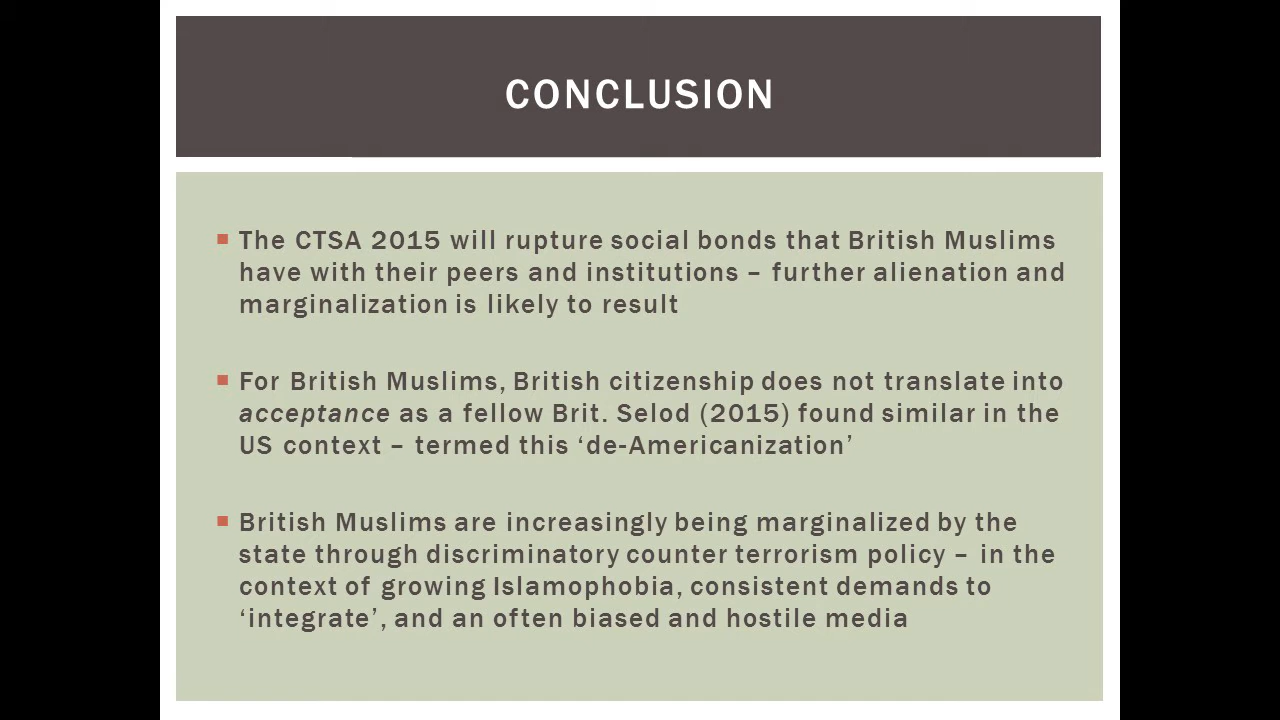 CONCLUSION
The CTSA 2015 will rupture social bonds that British Muslims
have with their peers and institutions – further alienation and
marginalization is likely to result
For British Muslims, British citizenship does not translate into
acceptance as a fellow Brit. Selod (2015) found similar in the
US context – termed this ‘de-Americanization’
British Muslims are increasingly being marginalized by the
state through discriminatory counter terrorism policy – in the
context of growing Islamophobia, consistent demands to
‘integrate’, and an often biased and hostile media